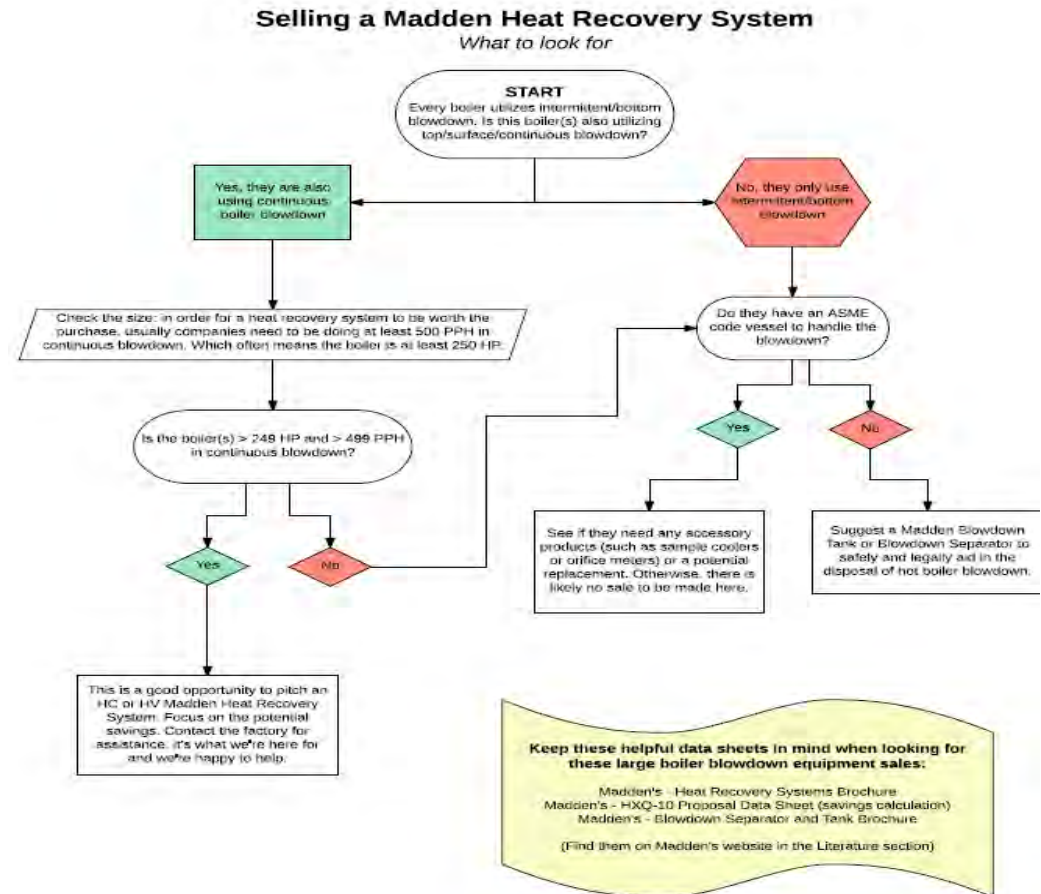 Selling a Madden Heat Recovery System
What to look for
START
Every boiler utilizes intermittent/bottom
blowdown. Is this boiler(s) also utilizing
top/surface/continuous blowdown?
Yes, they are also
using continuous
boiler blowdown
No, they only use
intermittent/bottom
blowdown
Check the size: in order for a heat recovery system to be worth the
purchase, usually companies need to be doing at least 500 PPH in
continuous blowdown. Which often means the boiler is at least 250 HP.
Do they have an ASME
code vessel to handle the
blowdown?
Is the boiler(s) > 249 HP and > 499 PPH
in continuous blowdown?
Yes
No
Yes
No
See if they need any accessory
products (such as sample coolers
or orifice meters) or a potential
replacement. Otherwise, there is
likely no sale to be made here.
Suggest a Madden Blowdown
Tank or Blowdown Separator to
safely and legally aid in the
disposal of hot boiler blowdown.
This is a good opportunity to pitch an
HC or HV Madden Heat Recovery
System. Focus on the potential
savings. Contact the factory for
assistance. It's what we're here for
and we're happy to help.
Keep these helpful data sheets in mind when looking for
these large boiler blowdown equipment sales:
Madden's - Heat Recovery Systems Brochure
Madden's - HXQ-10 Proposal Data Sheet (savings calculation)
Madden's - Blowdown Separator and Tank Brochure
(Find them on Madden's website in the Literature section)